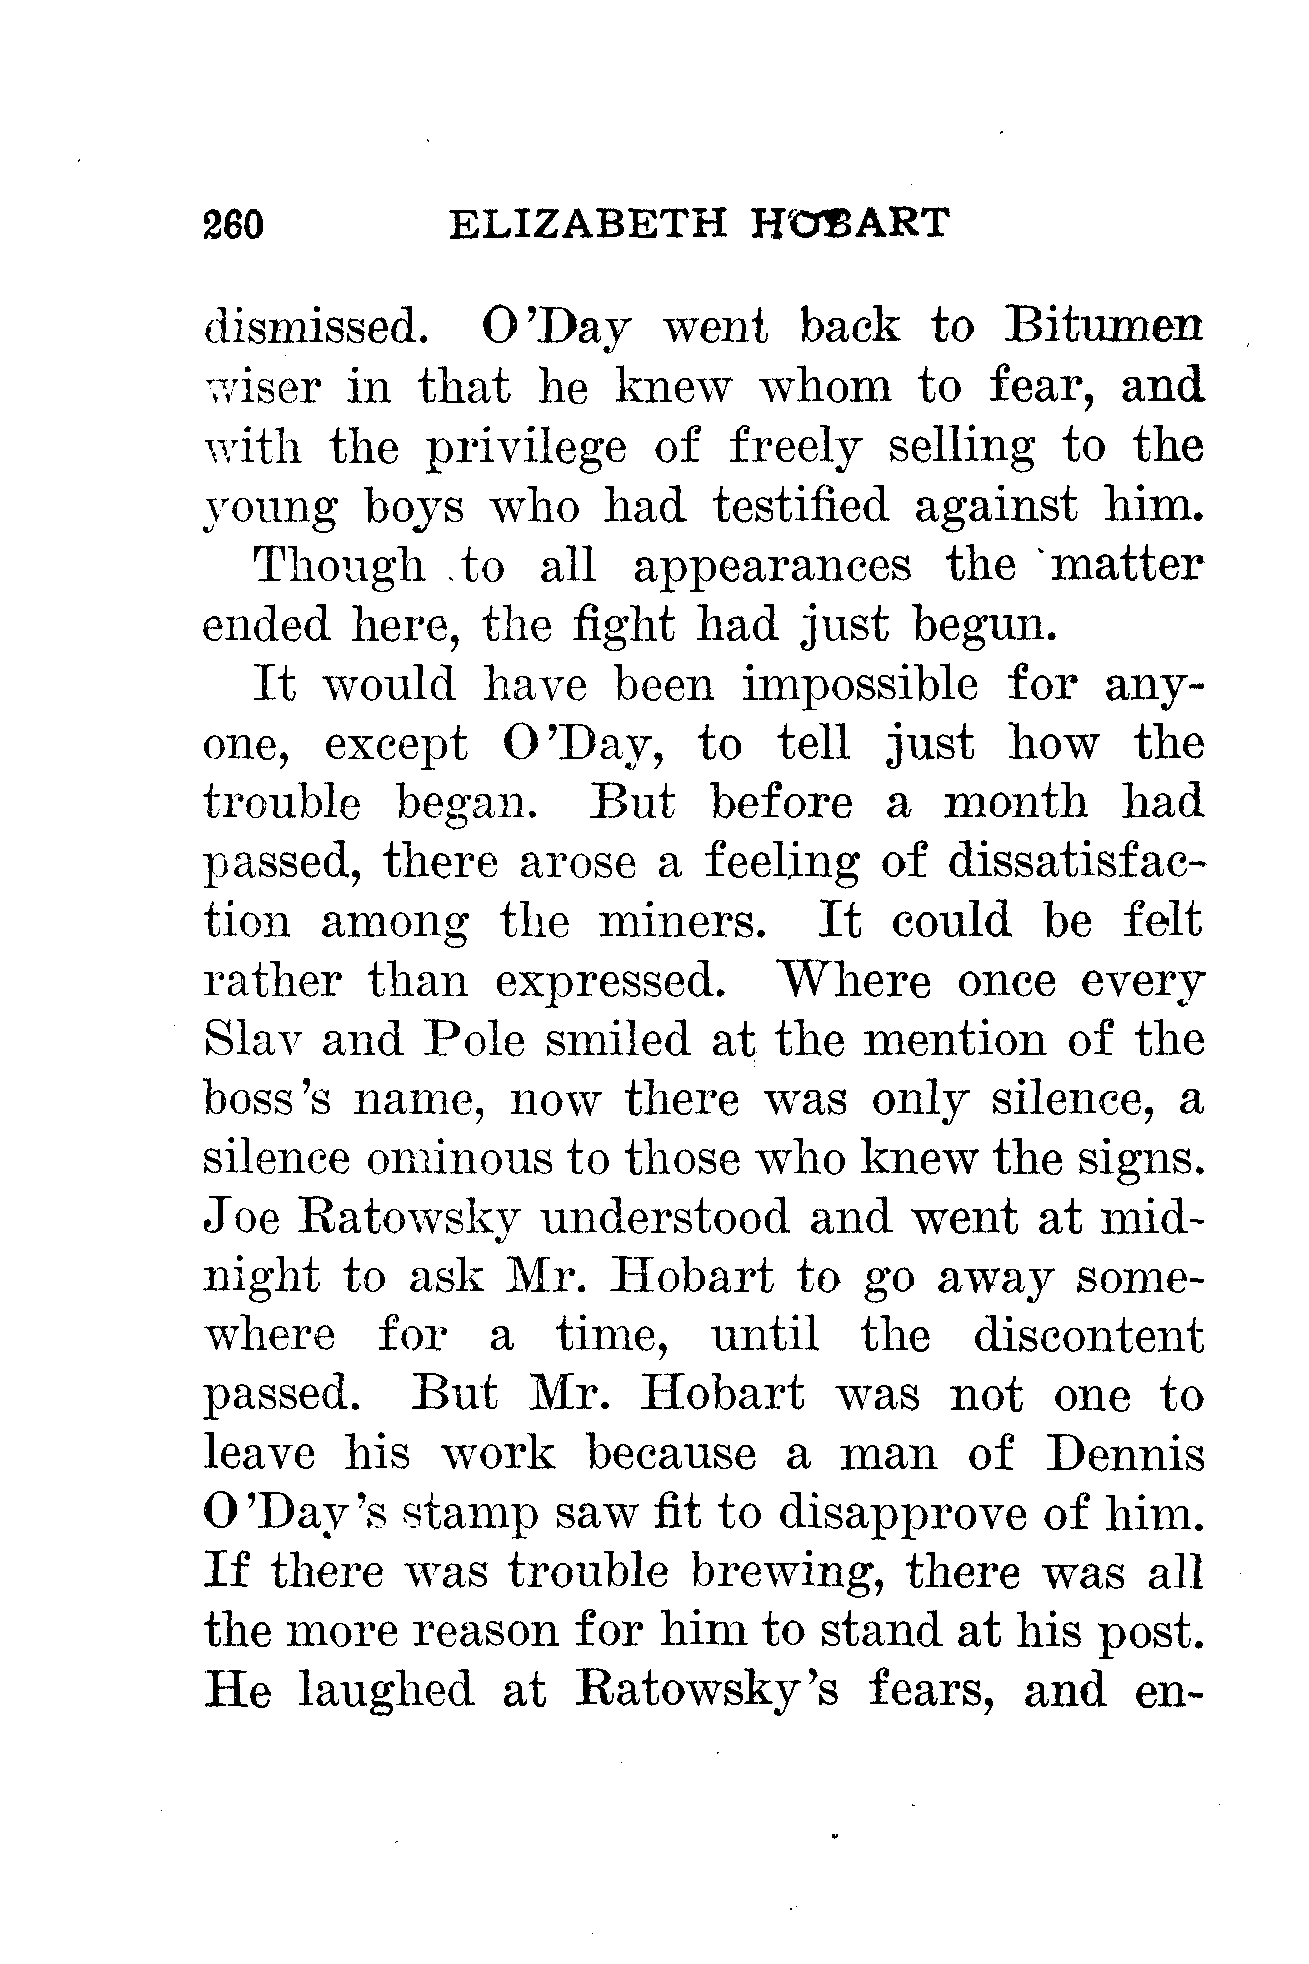 260 ELIZABETH HOBART
dismissed. O'Day went back to Bitumen
wiser in that he knew whom to fear, and
with the privilege of freely selling to the
young boys who had testified against him.
Though to all appearances the matter
ended here, the fight had just begun.
It would have been impossible for any-
one, except O'Day, to tell just how the
trouble began. But before a month had
passed, there arose a feeling of dissatisfac-
tion among the miners. It could be felt
rather than expressed. Where once every
Slav and Pole smiled at the mention of the
boss's name, now there was only silence, a
silence ominous to those who knew the signs.
Joe Ratowsky understood and went at mid-
night to ask Mr. Hobart to go away some-
where for a time, until the discontent
passed. But Mr. Hobart was not one to
leave his work because a man of Dennis
O'Day's stamp saw fit to disapprove of him.
If there was trouble brewing, there was all
the more reason for him to stand at his post.
He laughed at Ratowsky's fears, and en-